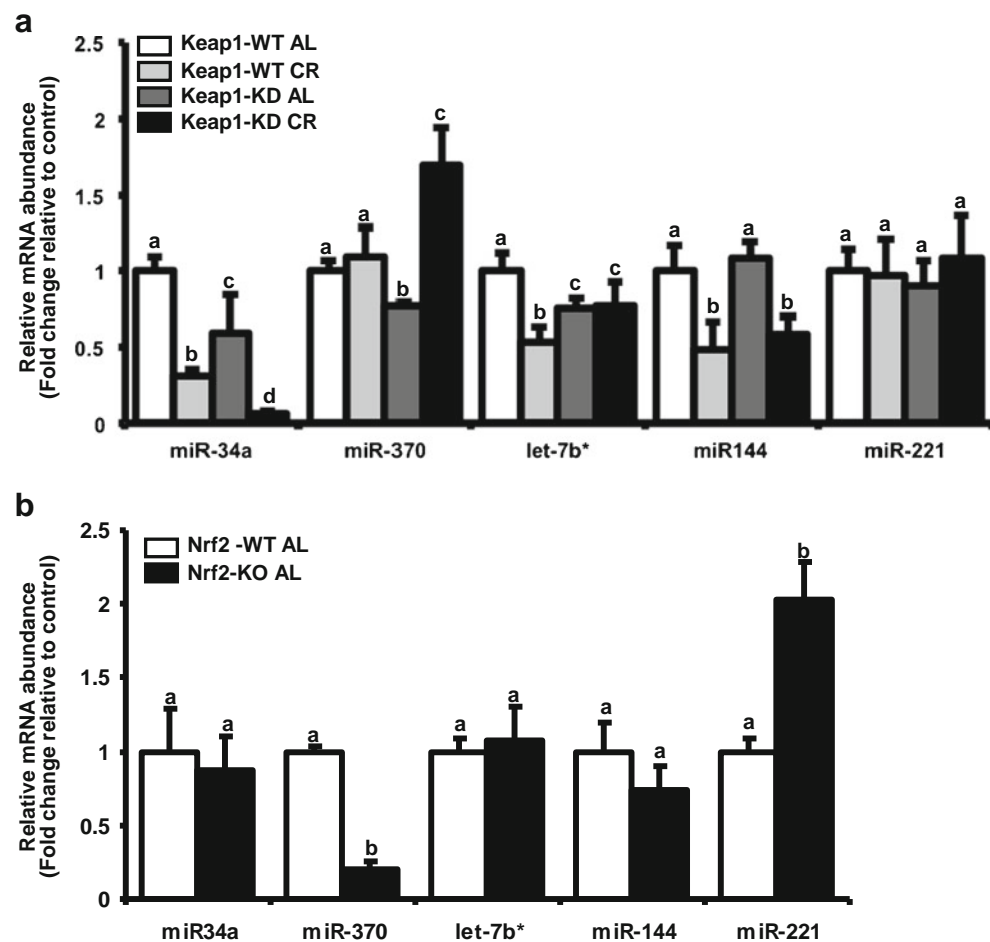 a
Relative mRNA abundance
(Fold change relative to control)
2.5
2
1.5
1
0.5
0
Keap1-WT AL
Keap1-WT CR
Keap1-KD AL
Keap1-KD CR
a
b
c
d
a
a
b
c
a
b
c
c
a
b
a
b
a
a
a
a
miR-34a
miR-370
let-7b*
miR144
miR-221
b
Relative mRNA abundance
(Fold change relative to control)
2.5
2
1.5
1
0.5
0
Nrf2 -WT AL
Nrf2-KO AL
a
a
a
b
a
a
a
a
a
b
miR34a
miR-370
let-7b*
miR-144
miR-221